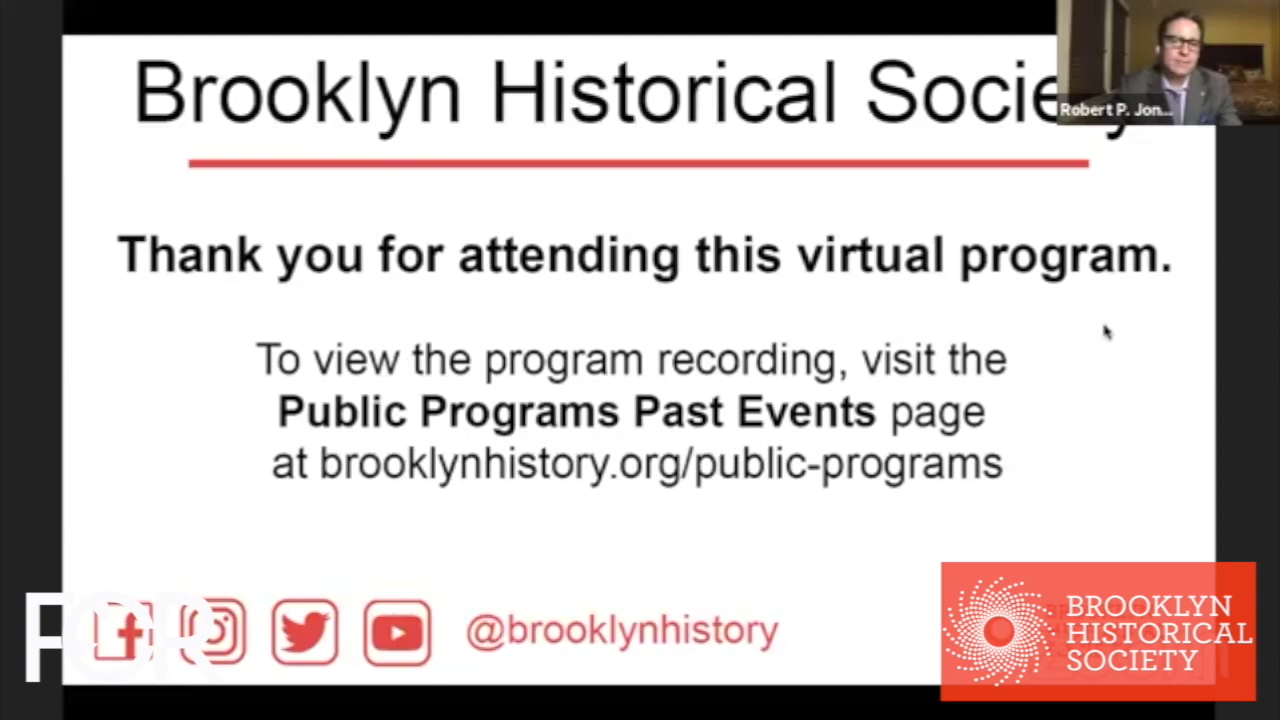 Brooklyn Historical Socie
Robert P. Jon...
Thank you for attending this virtual program.
To view the program recording, visit the
Public Programs Past Events page
at brooklynhistory.org/public-programs
FOR
@brooklynhistory
BROOKLYN
HISTORICAL
SOCIETY